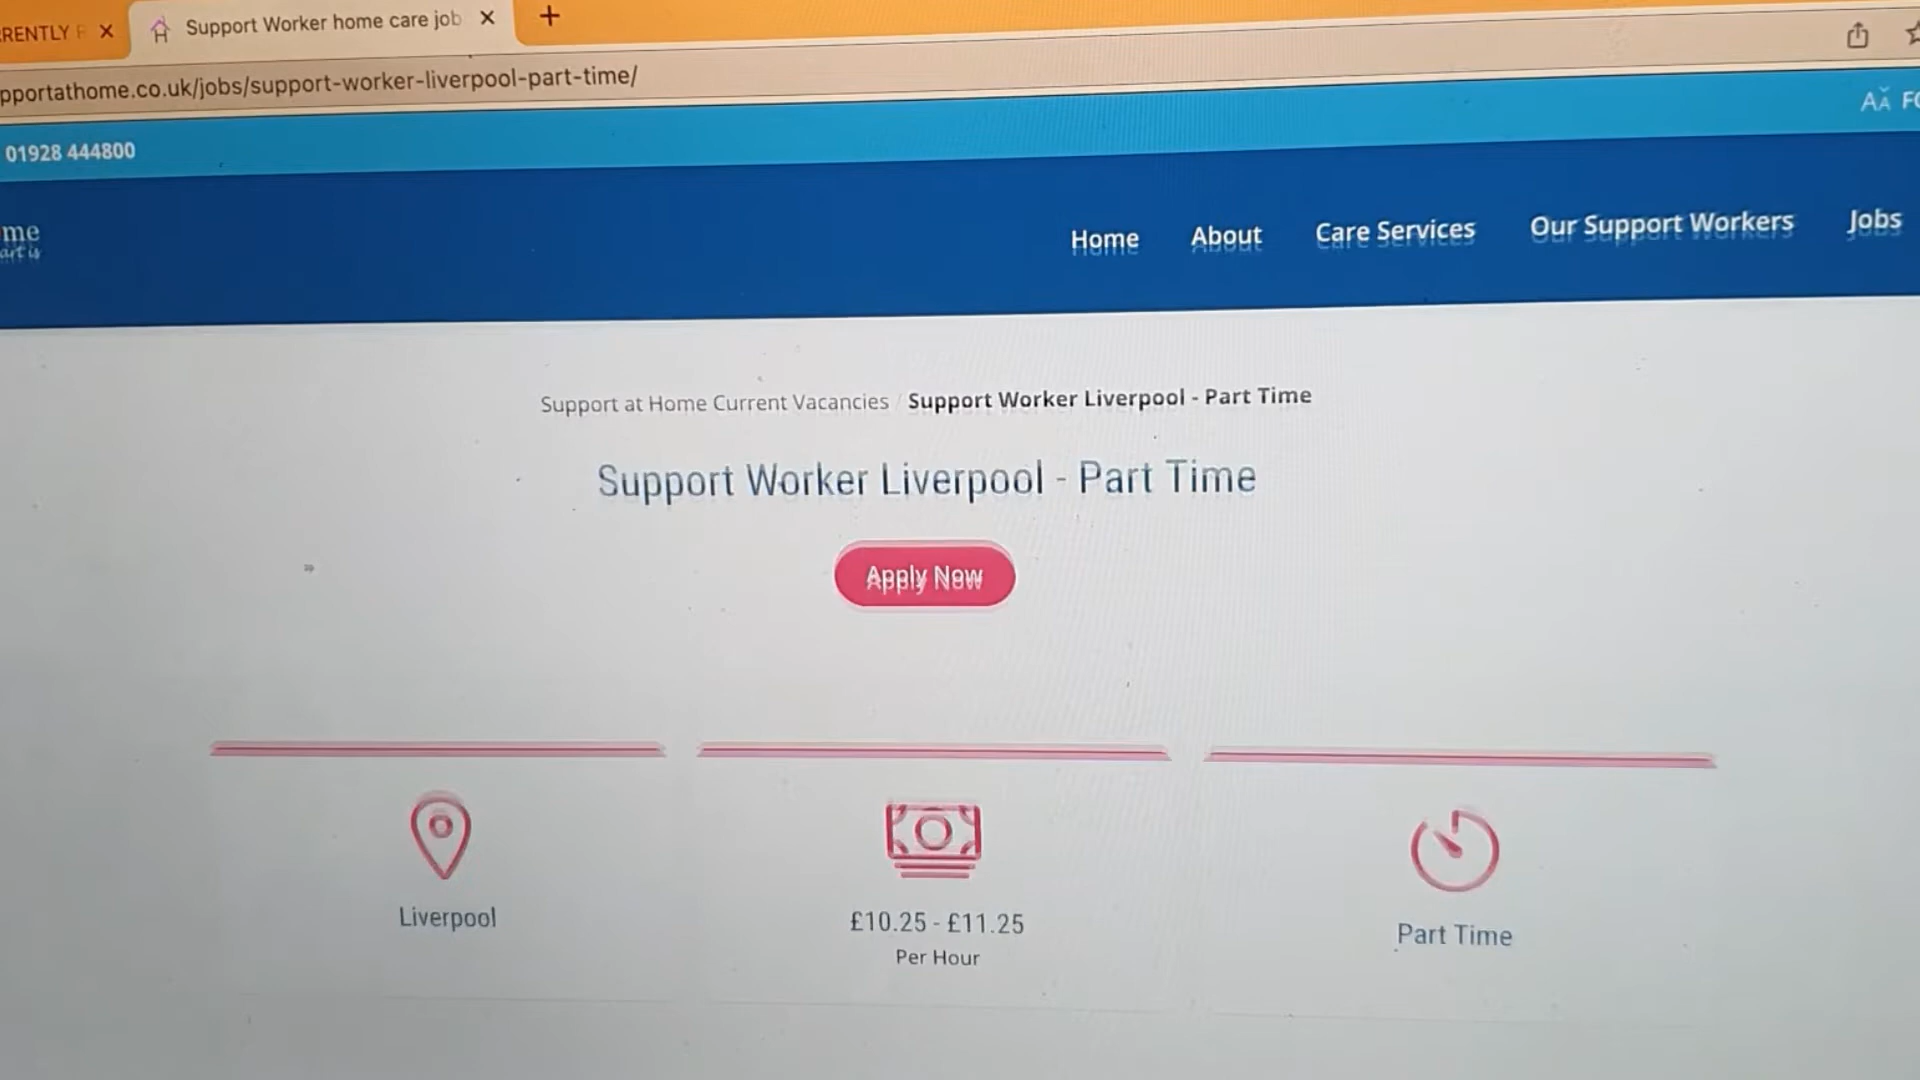 RENTLY
Support Worker home care job
pportathome.co.uk/jobs/support-worker-liverpool-part-time/
01928 444800
me
art is
Home
About
Care Services
Our Support Workers
Jobs
Support at Home Current Vacancies / Support Worker Liverpool - Part Time
Support Worker Liverpool - Part Time
Apply Now
Liverpool
£10.25 - £11.25
Per Hour
Part Time